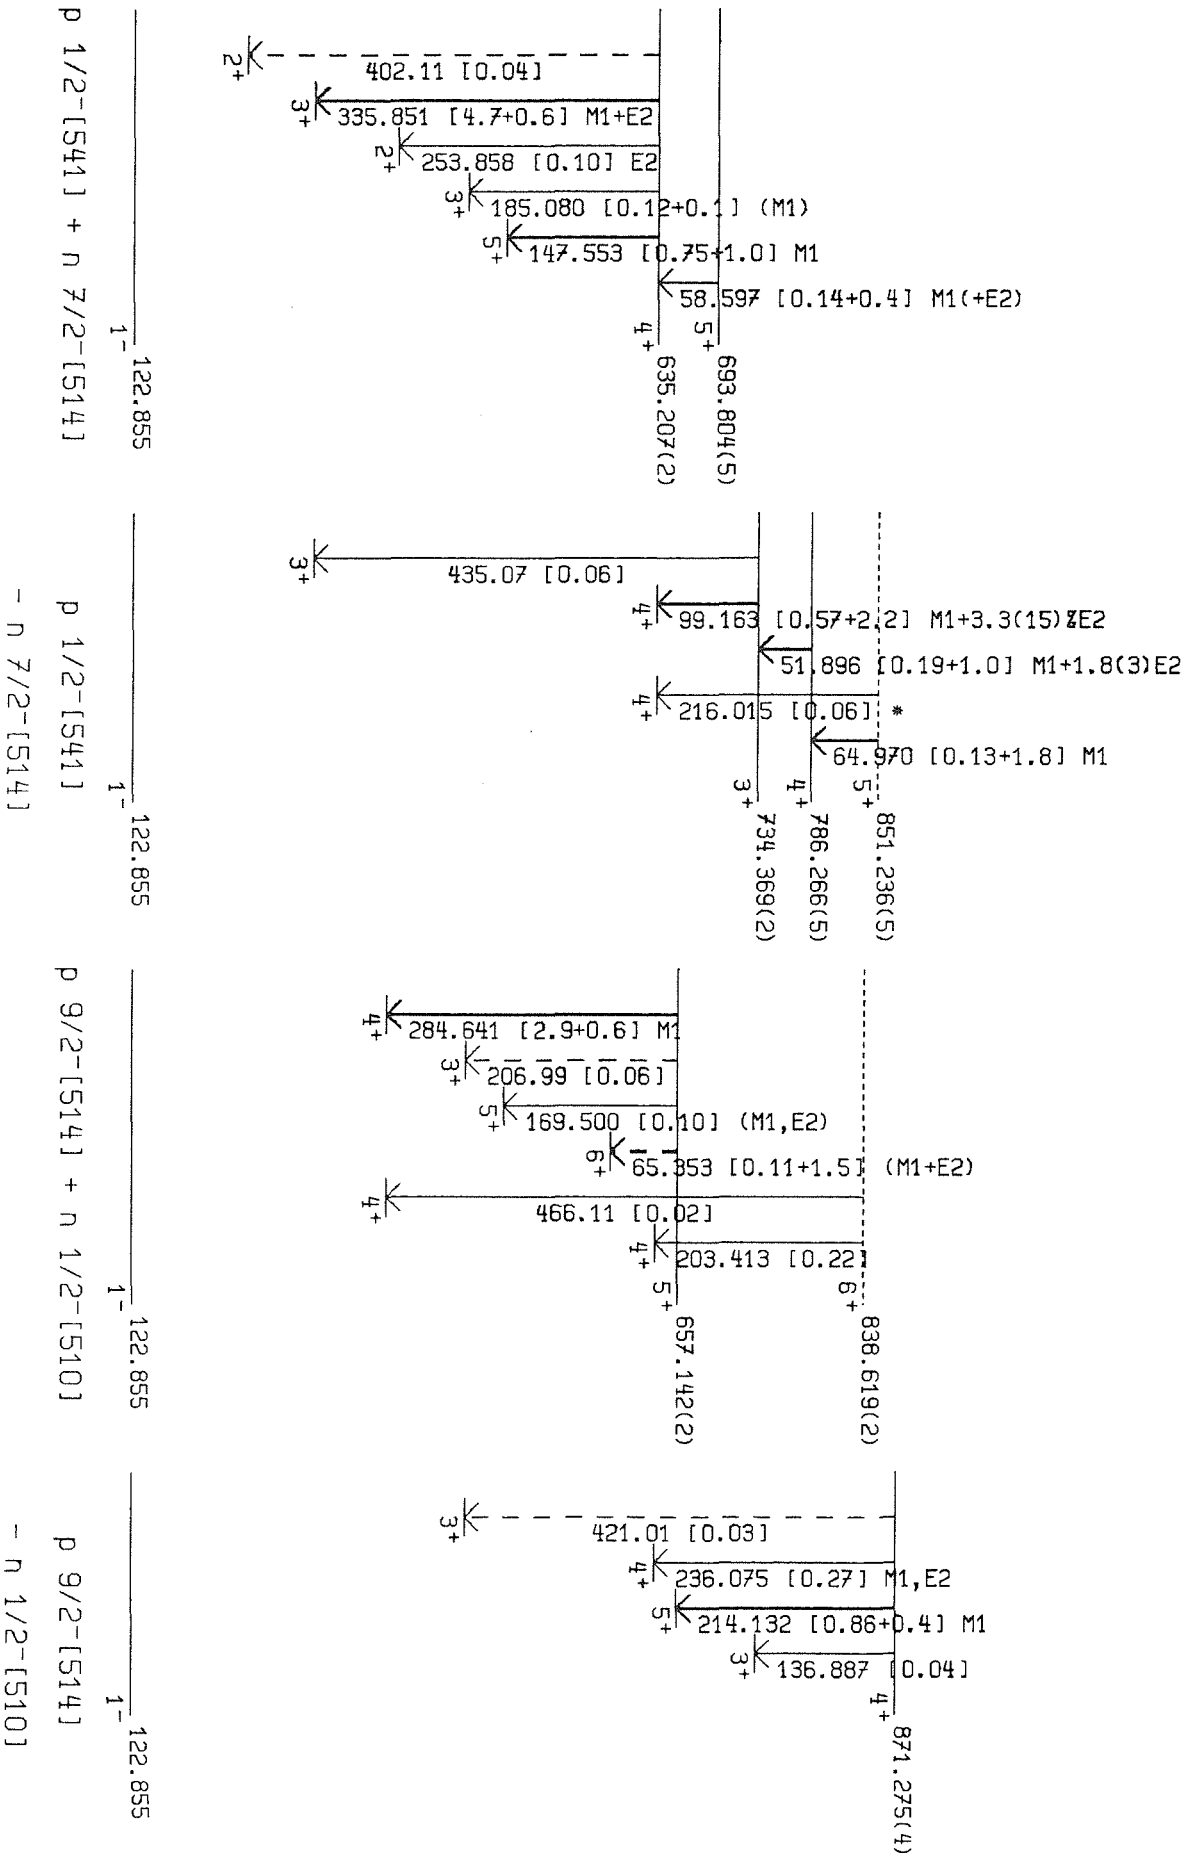 402.11 [0.04]
335.851 [4.7+0.6] M1+E2
253.858 [0.10] E2
185.080 [0.12+0.1] (M1)
147.553 [0.75+1.0] M1
58.597 [0.14+0.4] M1(+E2)
2+
3+
2+
3+
5+
4+ 635.207(2)
5+ 693.804(5)
1- 122.855
p 1/2-[541] + n 7/2-[514]
435.07 [0.06]
99.163 [0.57+2.2] M1+3.3(15)%E2
51.896 [0.19+1.0] M1+1.8(3)E2
216.015 [0.06] *
64.970 [0.13+1.8] M1
3+
4+
4+
3+ 734.369(2)
4+ 786.266(5)
5+ 851.236(5)
1- 122.855
p 1/2-[541]
- n 7/2-[514]
284.641 [2.9+0.6] M1
206.99 [0.06]
169.500 [0.10] (M1,E2)
65.353 [0.11+1.5] (M1+E2)
466.11 [0.02]
203.413 [0.22]
4+
3+
5+
6+
4+
4+
5+ 657.142(2)
6+ 838.619(2)
1- 122.855
p 9/2-[514] + n 1/2-[510]
421.01 [0.03]
236.075 [0.27] M1,E2
214.132 [0.86+0.4] M1
136.887 [0.04]
3+
4+
5+
3+
4+ 871.275(4)
1- 122.855
p 9/2-[514]
- n 1/2-[510]